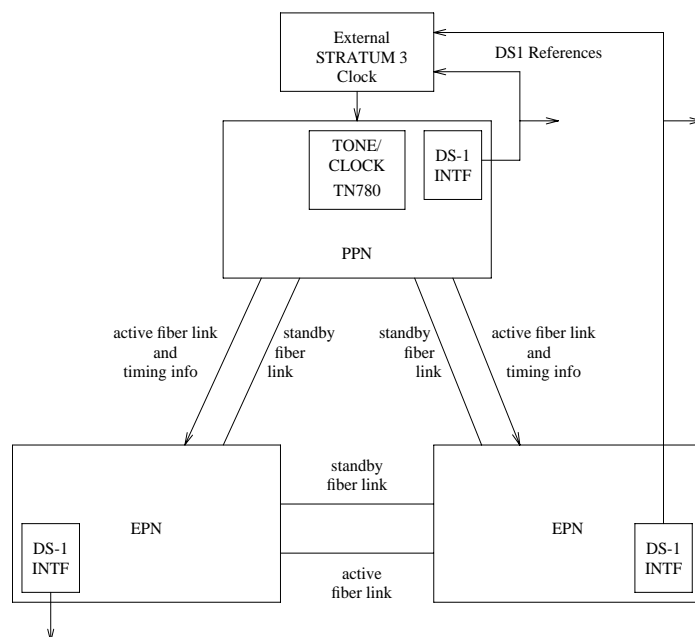 External
STRATUM 3
Clock
DS1 References
TONE/
CLOCK
TN780
DS-1
INTF
PPN
active fiber link
and
timing info
standby
fiber
link
standby
fiber
link
active fiber link
and
timing info
EPN
DS-1
INTF
standby
fiber link
active
fiber link
EPN
DS-1
INTF